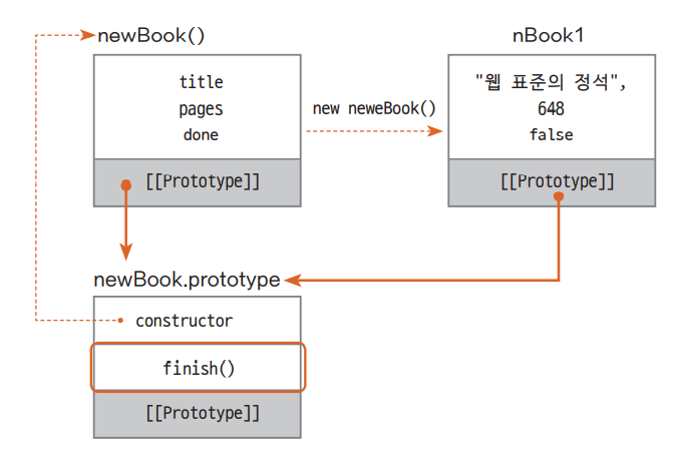 newBook()
title
pages
done
[[Prototype]]
new neweBook()
nBook1
"웹 표준의 정석",
648
false
[[Prototype]]
newBook.prototype
constructor
finish()
[[Prototype]]